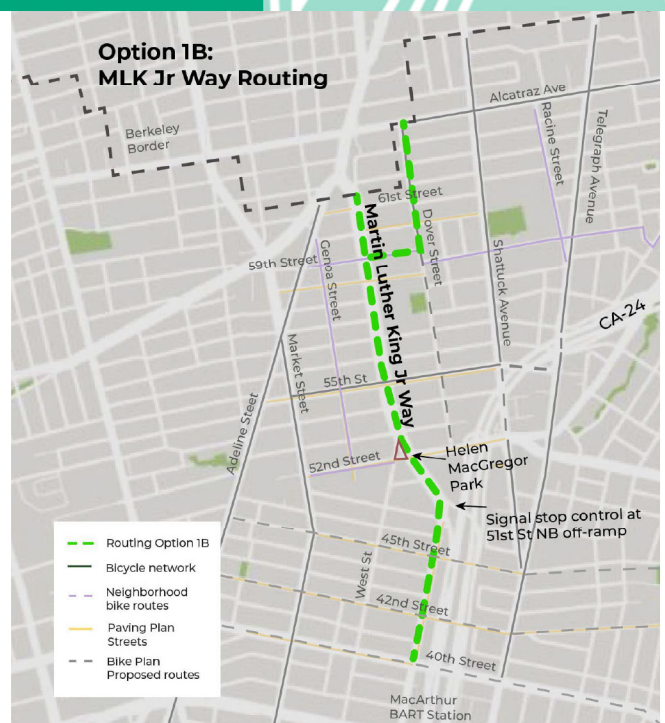 Option 1B:
MLK Jr Way Routing
Alcatraz Ave
Berkeley
Border
Racine Street
Telegraph Avenue
61st Street
Martin Luther King Jr Way
Dover Street
Shattuck Avenue
59th Street
Genoa Street
CA-24
Market Steet
55th St
Adeline Steet
Helen
MacGregor
Park
52nd Street
Signal stop control at
51st St NB off-ramp
45th Street
West St
42nd Street
40th Street
MacArthur
BART Station
Routing Option 1B
Bicycle network
Neighborhood
bike routes
Paving Plan
Streets
Bike Plan
Proposed routes